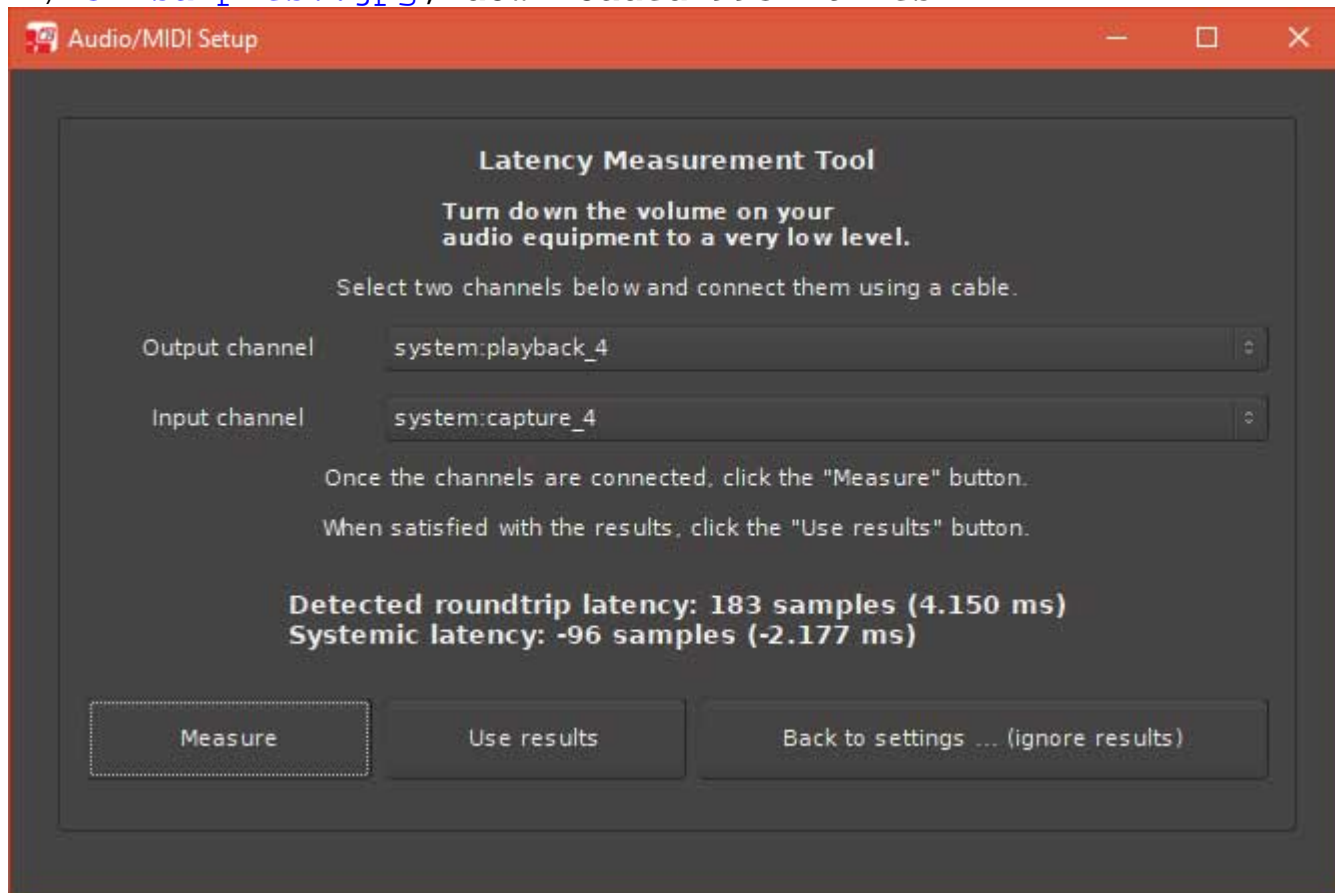 Audio/MIDI Setup
Latency Measurement Tool
Turn down the volume on your
audio equipment to a very low level.
Select two channels below and connect them using a cable.
Output channel system:playback_4
Input channel system:capture_4
Once the channels are connected, click the "Measure" button.
When satisfied with the results, click the "Use results" button.
Detected roundtrip latency: 183 samples (4.150 ms)
Systemic latency: -96 samples (-2.177 ms)
Measure Use results Back to settings ... (ignore results)